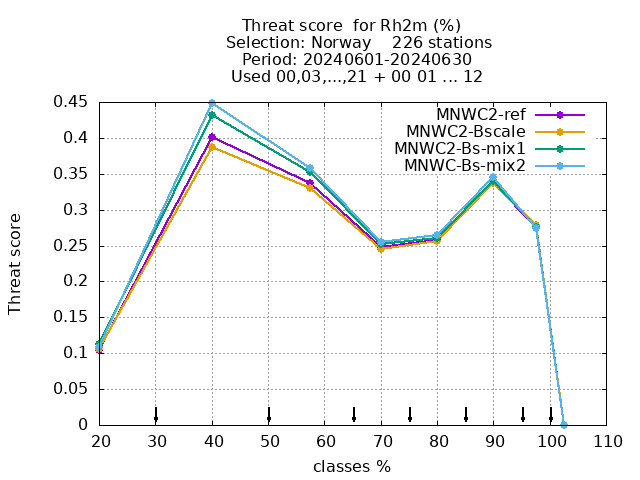 Threat score  for Rh2m (%)
Selection: Norway    226 stations
Period: 20240601-20240630
Used 00,03,...,21 + 00 01 ... 12
0.45
0.4
0.35
0.3
0.25
0.2
0.15
0.1
0.05
0
Threat score
MNWC2-ref
MNWC2-Bscale
MNWC2-Bs-mix1
MNWC-Bs-mix2
20 30 40 50 60 70 80 90 100 110
classes %